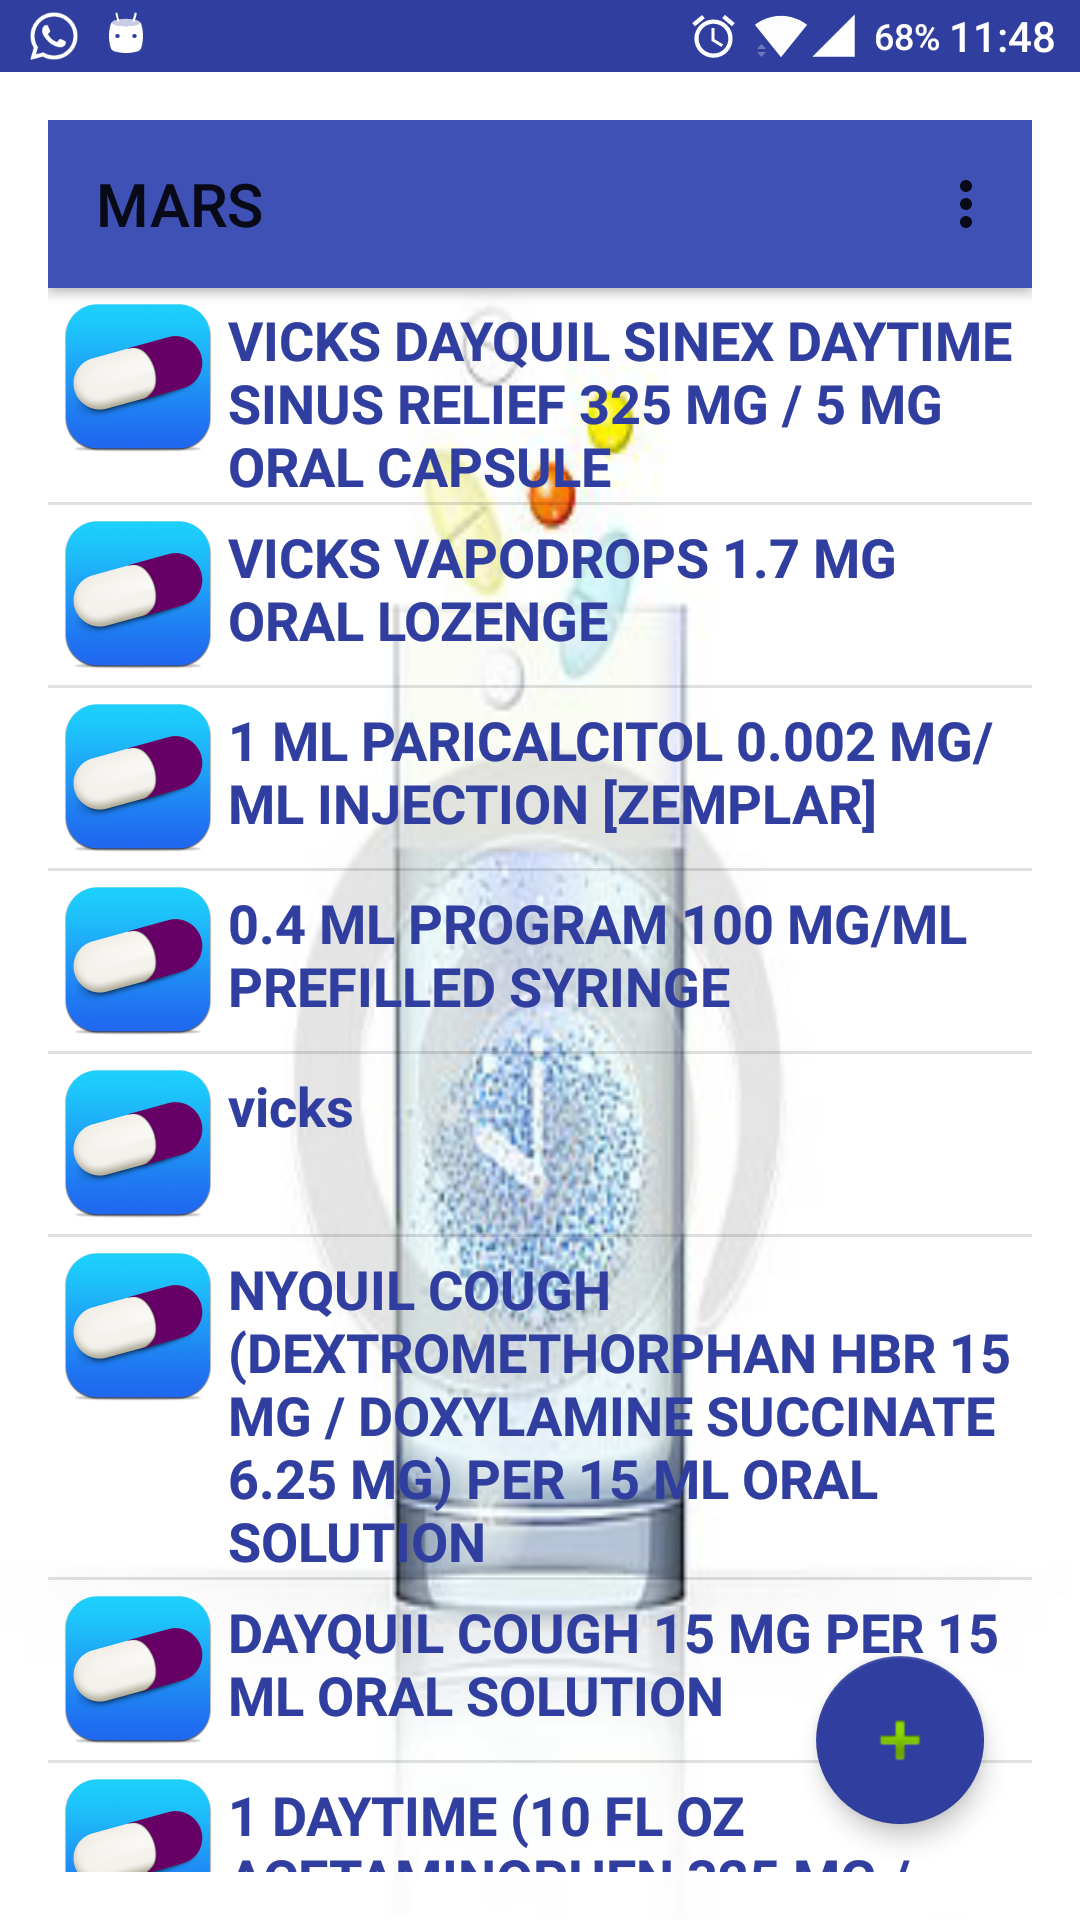 68% 11:48
MARS
VICKS DAYQUIL SINEX DAYTIME
SINUS RELIEF 325 MG / 5 MG
ORAL CAPSULE
VICKS VAPODROPS 1.7 MG
ORAL LOZENGE
1 ML PARICALCITOL 0.002 MG/
ML INJECTION [ZEMPLAR]
0.4 ML PROGRAM 100 MG/ML
PREFILLED SYRINGE
vicks
NYQUIL COUGH
(DEXTROMETHORPHAN HBR 15
MG / DOXYLAMINE SUCCINATE
6.25 MG) PER 15 ML ORAL
SOLUTION
DAYQUIL COUGH 15 MG PER 15
ML ORAL SOLUTION
1 DAYTIME (10 FL OZ
ACETAMINOPHEN 325 MG /